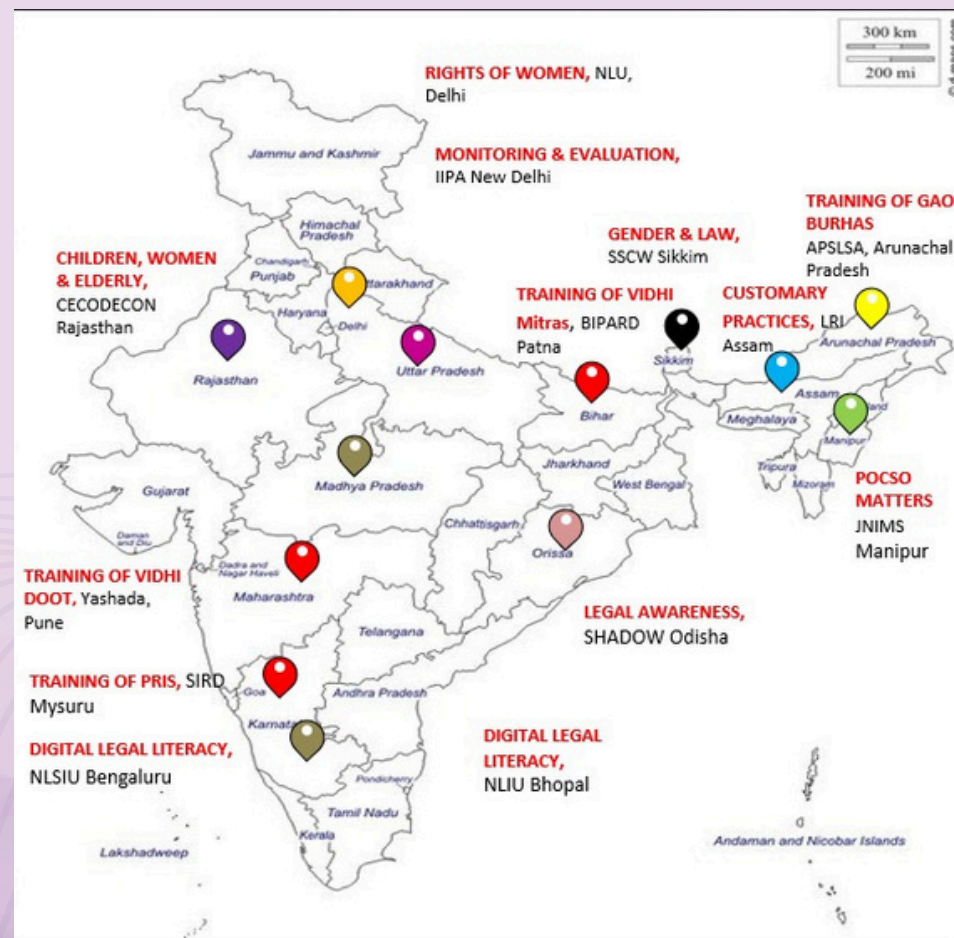 300 km
200 mi
RIGHTS OF WOMEN, NLU,
Delhi
Jammu and Kashmir
MONITORING & EVALUATION,
IIPA New Delhi
TRAINING OF GAO
BURHAS
APSLSA, Arunachal
Pradesh
GENDER & LAW,
SSCW Sikkim
Himachal
Pradesh
CHILDREN, WOMEN
& ELDERLY,
CECODECON
Rajasthan
Chandigarh
Punjab
ttarakhand
Haryana
Delhi
TRAINING OF VIDHI
Mitras, BIPARD
Patna
CUSTOMARY
PRACTICES, LRI
Assam
Arunachal Pradesh
Sikkim
Rajasthan
Uttar Pradesh
Assam
land
Bihar
Meghalaya
Manipur
Jharkhand
Tripura
Mizoram
West Bengal
Madhya Pradesh
Gujarat
Chhattisgarh
POCSO
MATTERS
JNIMS
Manipur
Orissa
Daman
and Diu
Dadra and
Nagar Haveli
Maharashtra
TRAINING OF VIDHI
DOOT, Yashada,
Pune
LEGAL AWARENESS,
SHADOW Odisha
Telangana
TRAINING OF PRIS, SIRD
Mysuru
Goa
Andhra Pradesh
Karnata
DIGITAL LEGAL LITERACY,
NLSIU Bengaluru
DIGITAL LEGAL
LITERACY,
NLIU Bhopal
Pondicherry
Tamil Nadu
Kerala
Lakshadweep
Andaman and Nicobar Islands